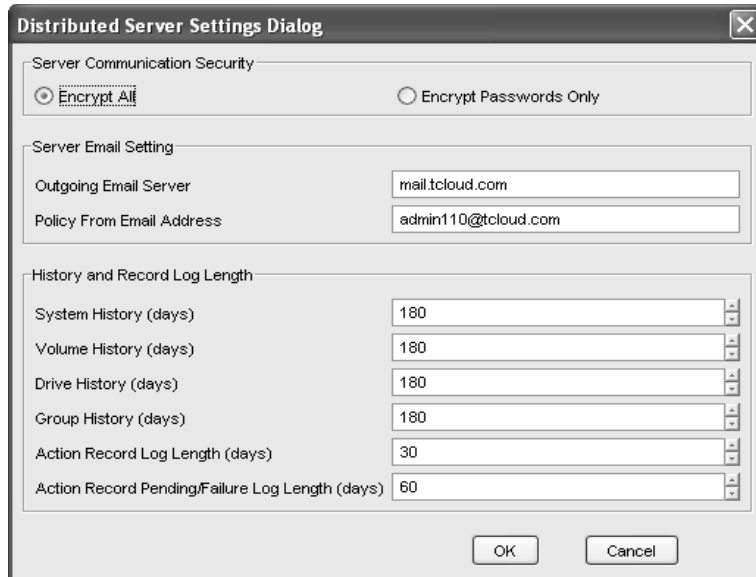 Distributed Server Settings Dialog
Server Communication Security
Encrypt All
Encrypt Passwords Only
Server Email Setting
Outgoing Email Server mail.tcloud.com
Policy From Email Address admin110@tcloud.com
History and Record Log Length
System History (days) 180
Volume History (days) 180
Drive History (days) 180
Group History (days) 180
Action Record Log Length (days) 30
Action Record Pending/Failure Log Length (days) 60
OK Cancel